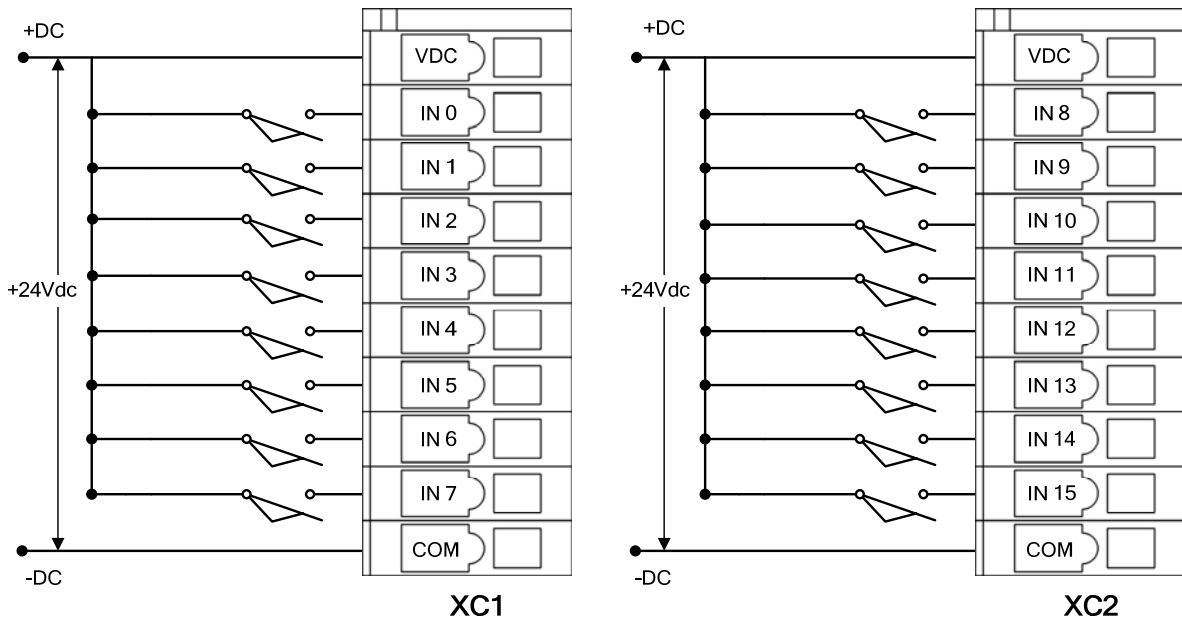 +DC
VDC
IN 0
IN 1
IN 2
IN 3
+24Vdc
IN 4
IN 5
IN 6
IN 7
COM
-DC
XC1
+DC
VDC
IN 8
IN 9
IN 10
IN 11
+24Vdc
IN 12
IN 13
IN 14
IN 15
COM
-DC
XC2